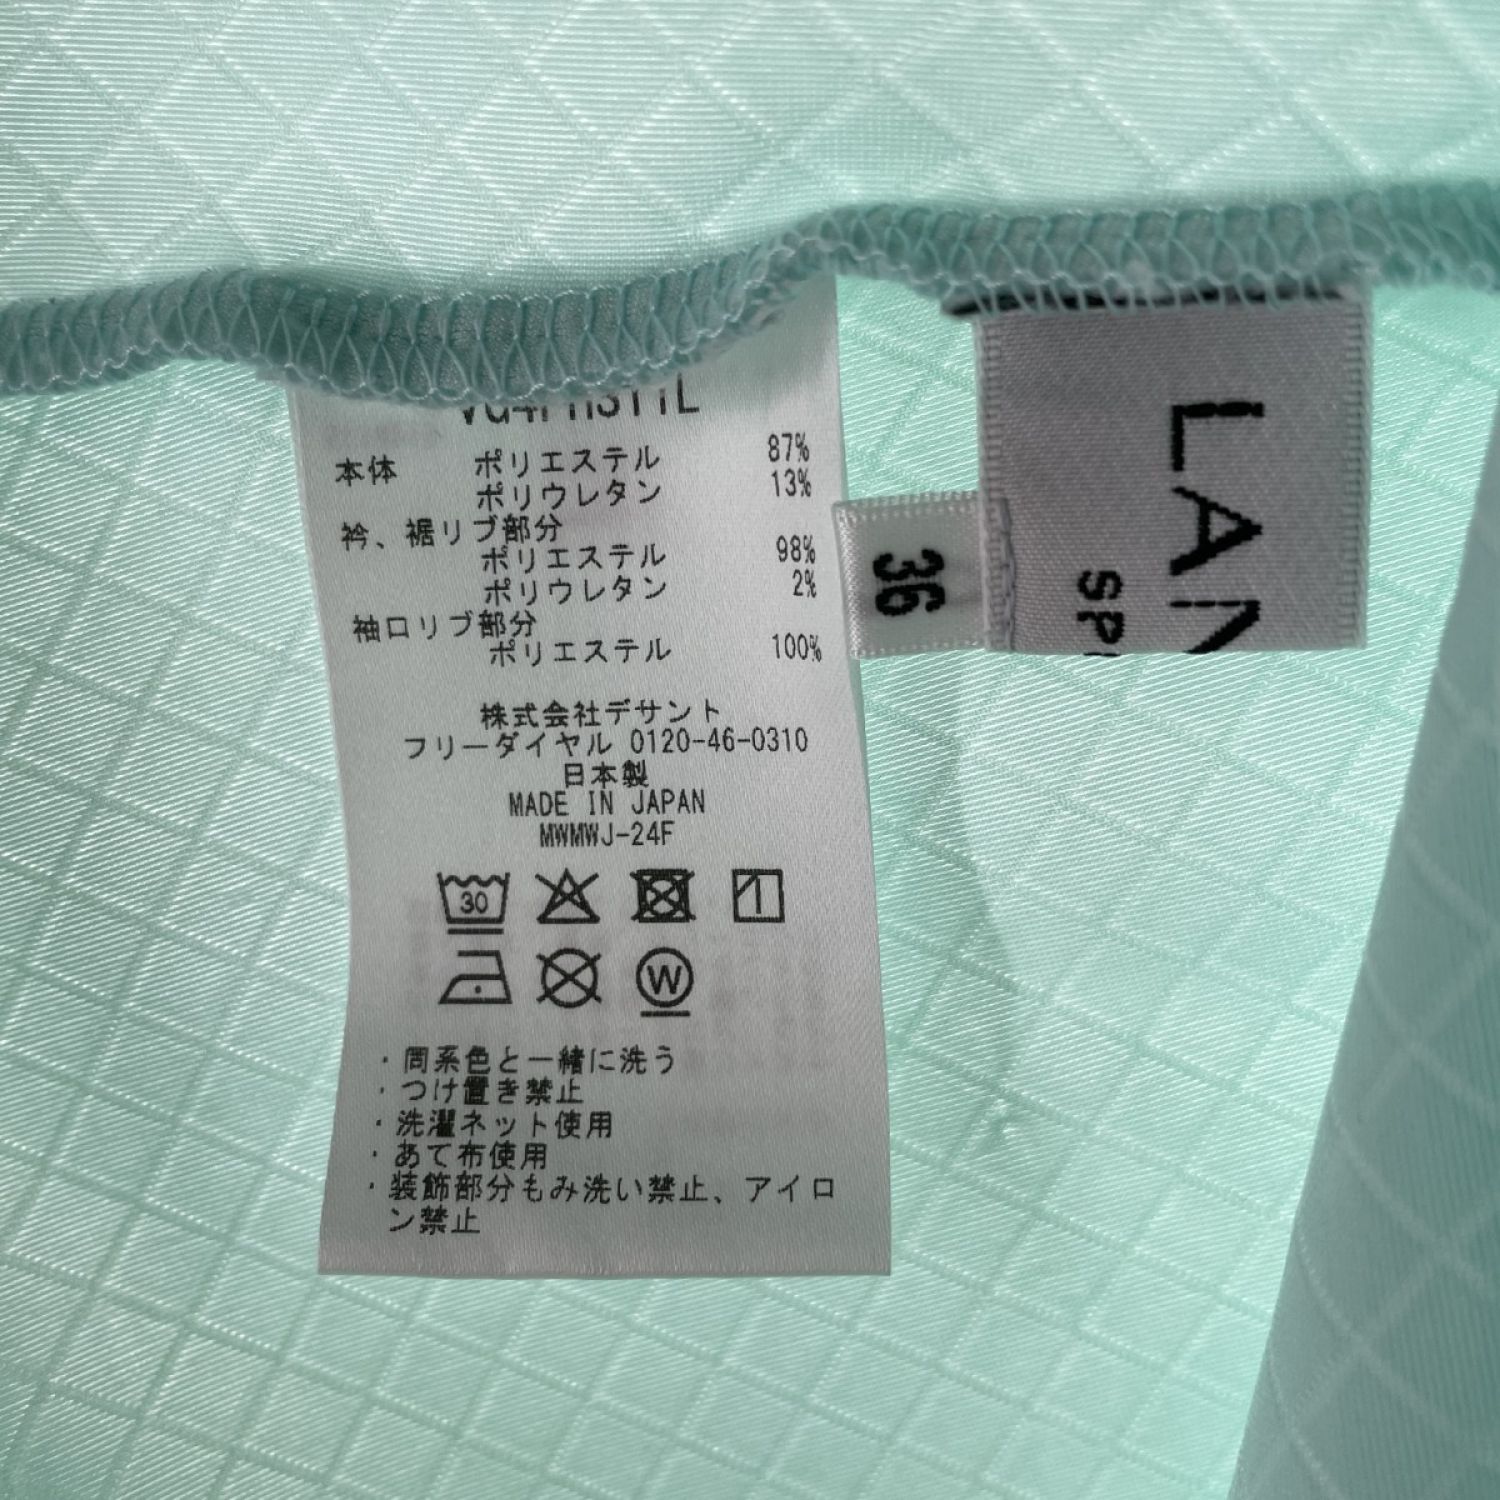 本体 ポリエステル 87%
ポリウレタン 13%
衿、裾リブ部分
ポリエステル 98%
ポリウレタン 2%
袖口リブ部分
ポリエステル 100%
株式会社デサント
フリーダイヤル 0120-46-0310
日本製
MADE IN JAPAN
MWMWJ-24F
30
W
・同系色と一緒に洗う
・つけ置き禁止
・洗濯ネット使用
・あて布使用
・装飾部分もみ洗い禁止、アイロ
ン禁止
36
LAN
SP